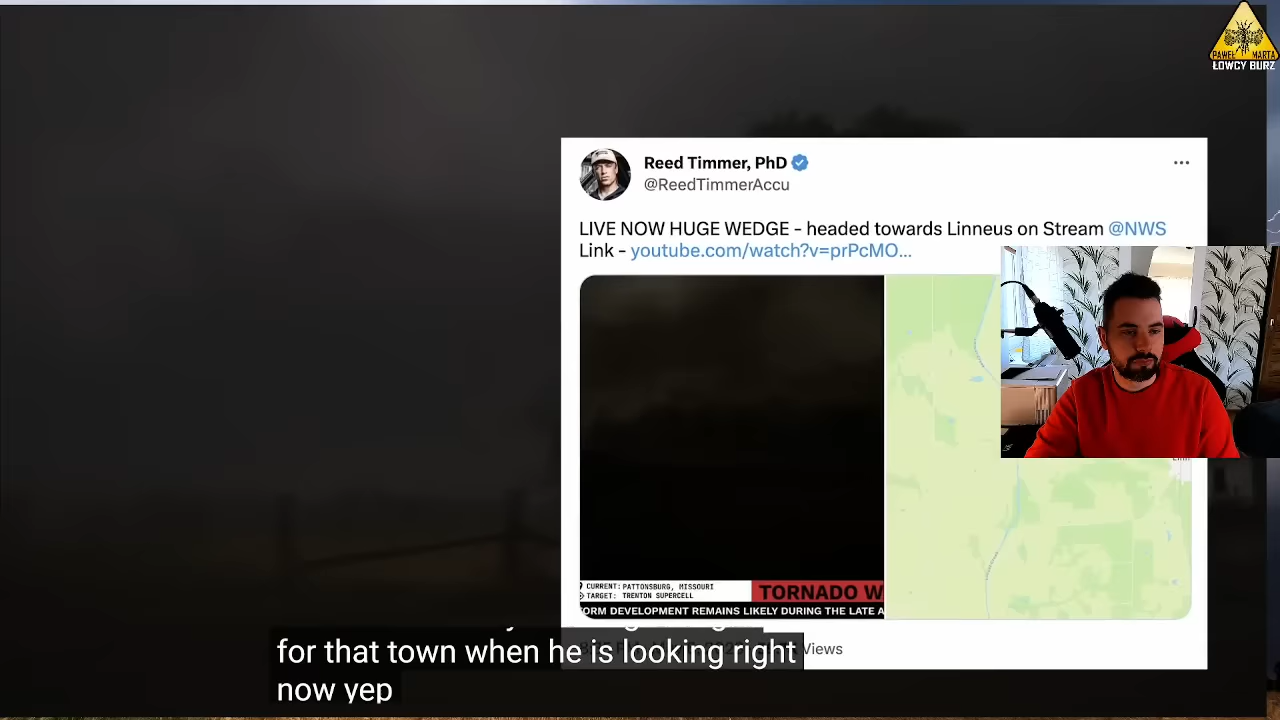 PAWEŁ MARTA
ŁOWCY BURZ
Reed Timmer, PhD
@ReedTimmerAccu
LIVE NOW HUGE WEDGE - headed towards Linneus on Stream @NWS
Link - youtube.com/watch?v=prPcMO...
CURRENT: PATTONSBURG, MISSOURI
TARGET: TRENTON SUPERCELL
TORNADO W
ORM DEVELOPMENT REMAINS LIKELY DURING THE LATE A
Views
for that town when he is looking right
now yep